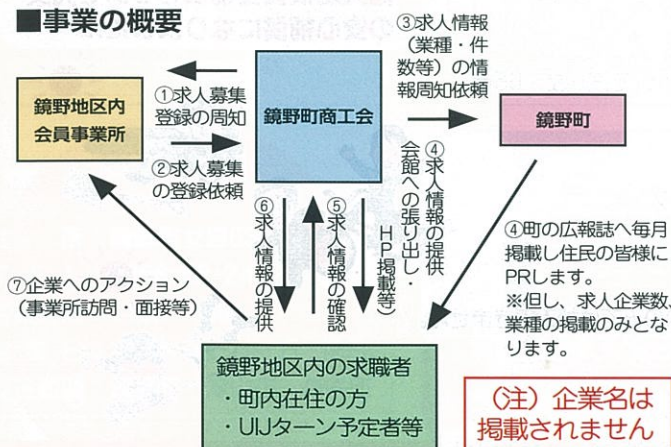 ■事業の概要
鏡野地区内
会員事業所
①求人募集
登録の周知
②求人募集
の登録依頼
鏡野町商工会
③求人情報
（業種・件
数等）の情
報周知依頼
鏡野町
④求人情報の提供
会館への張り出し・
HP掲載等）
④町の広報誌へ毎月
掲載し住民の皆様に
PRします。
※但し、求人企業数、
業種の掲載のみとな
ります。
⑤求人情報の確認
⑥求人情報の提供
⑦企業へのアクション
（事業所訪問・面接等）
鏡野地区内の求職者
・町内在住の方
・UIJターン予定者等
（注）企業名は
掲載されません